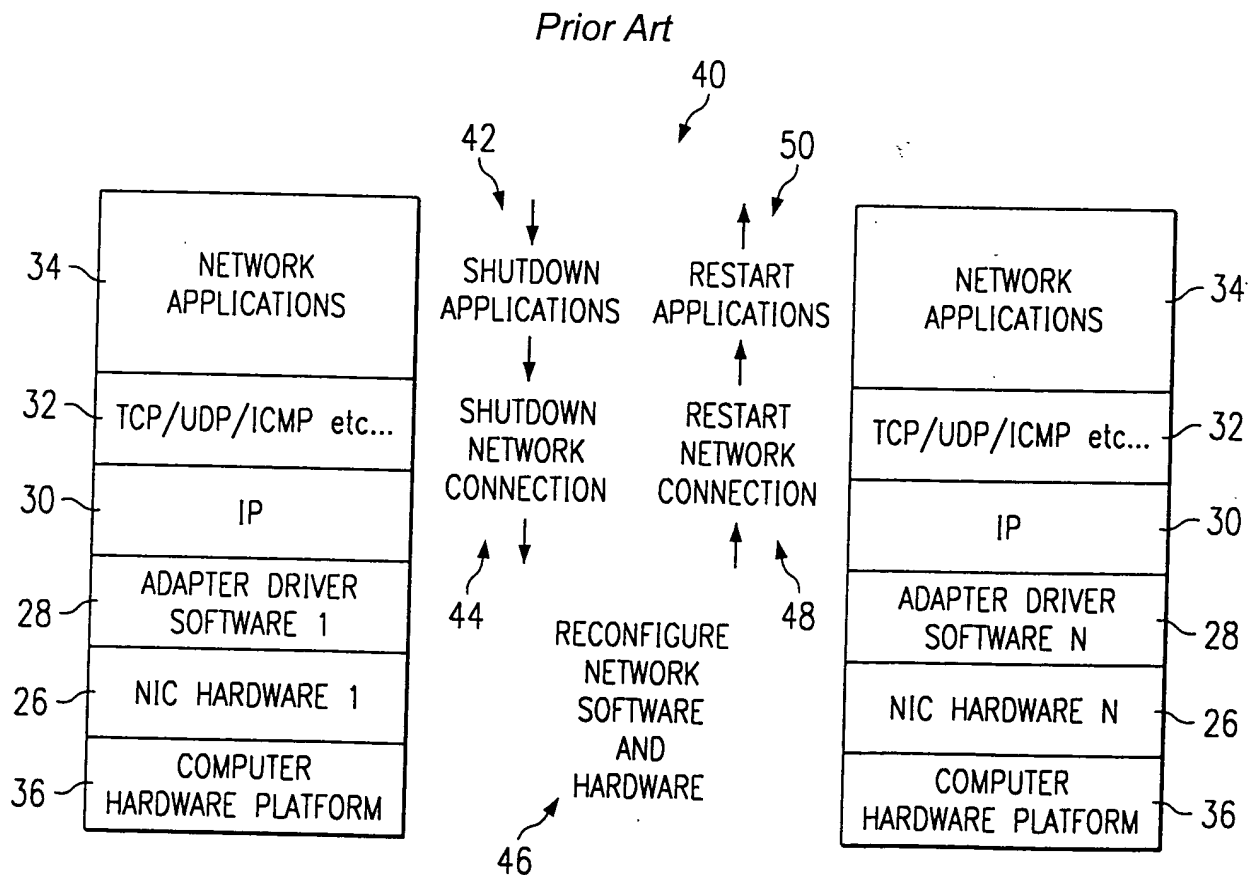 Prior Art
40
42
50
34
NETWORK
APPLICATIONS
SHUTDOWN
APPLICATIONS
RESTART
APPLICATIONS
NETWORK
APPLICATIONS
34
32
TCP/UDP/ICMP etc...
SHUTDOWN
NETWORK
CONNECTION
RESTART
NETWORK
CONNECTION
TCP/UDP/ICMP etc...
32
30
IP
IP
30
28
ADAPTER DRIVER
SOFTWARE 1
44
48
ADAPTER DRIVER
SOFTWARE N
28
RECONFIGURE
NETWORK
SOFTWARE
AND
HARDWARE
26
NIC HARDWARE 1
NIC HARDWARE N
26
36
COMPUTER
HARDWARE PLATFORM
46
COMPUTER
HARDWARE PLATFORM
36